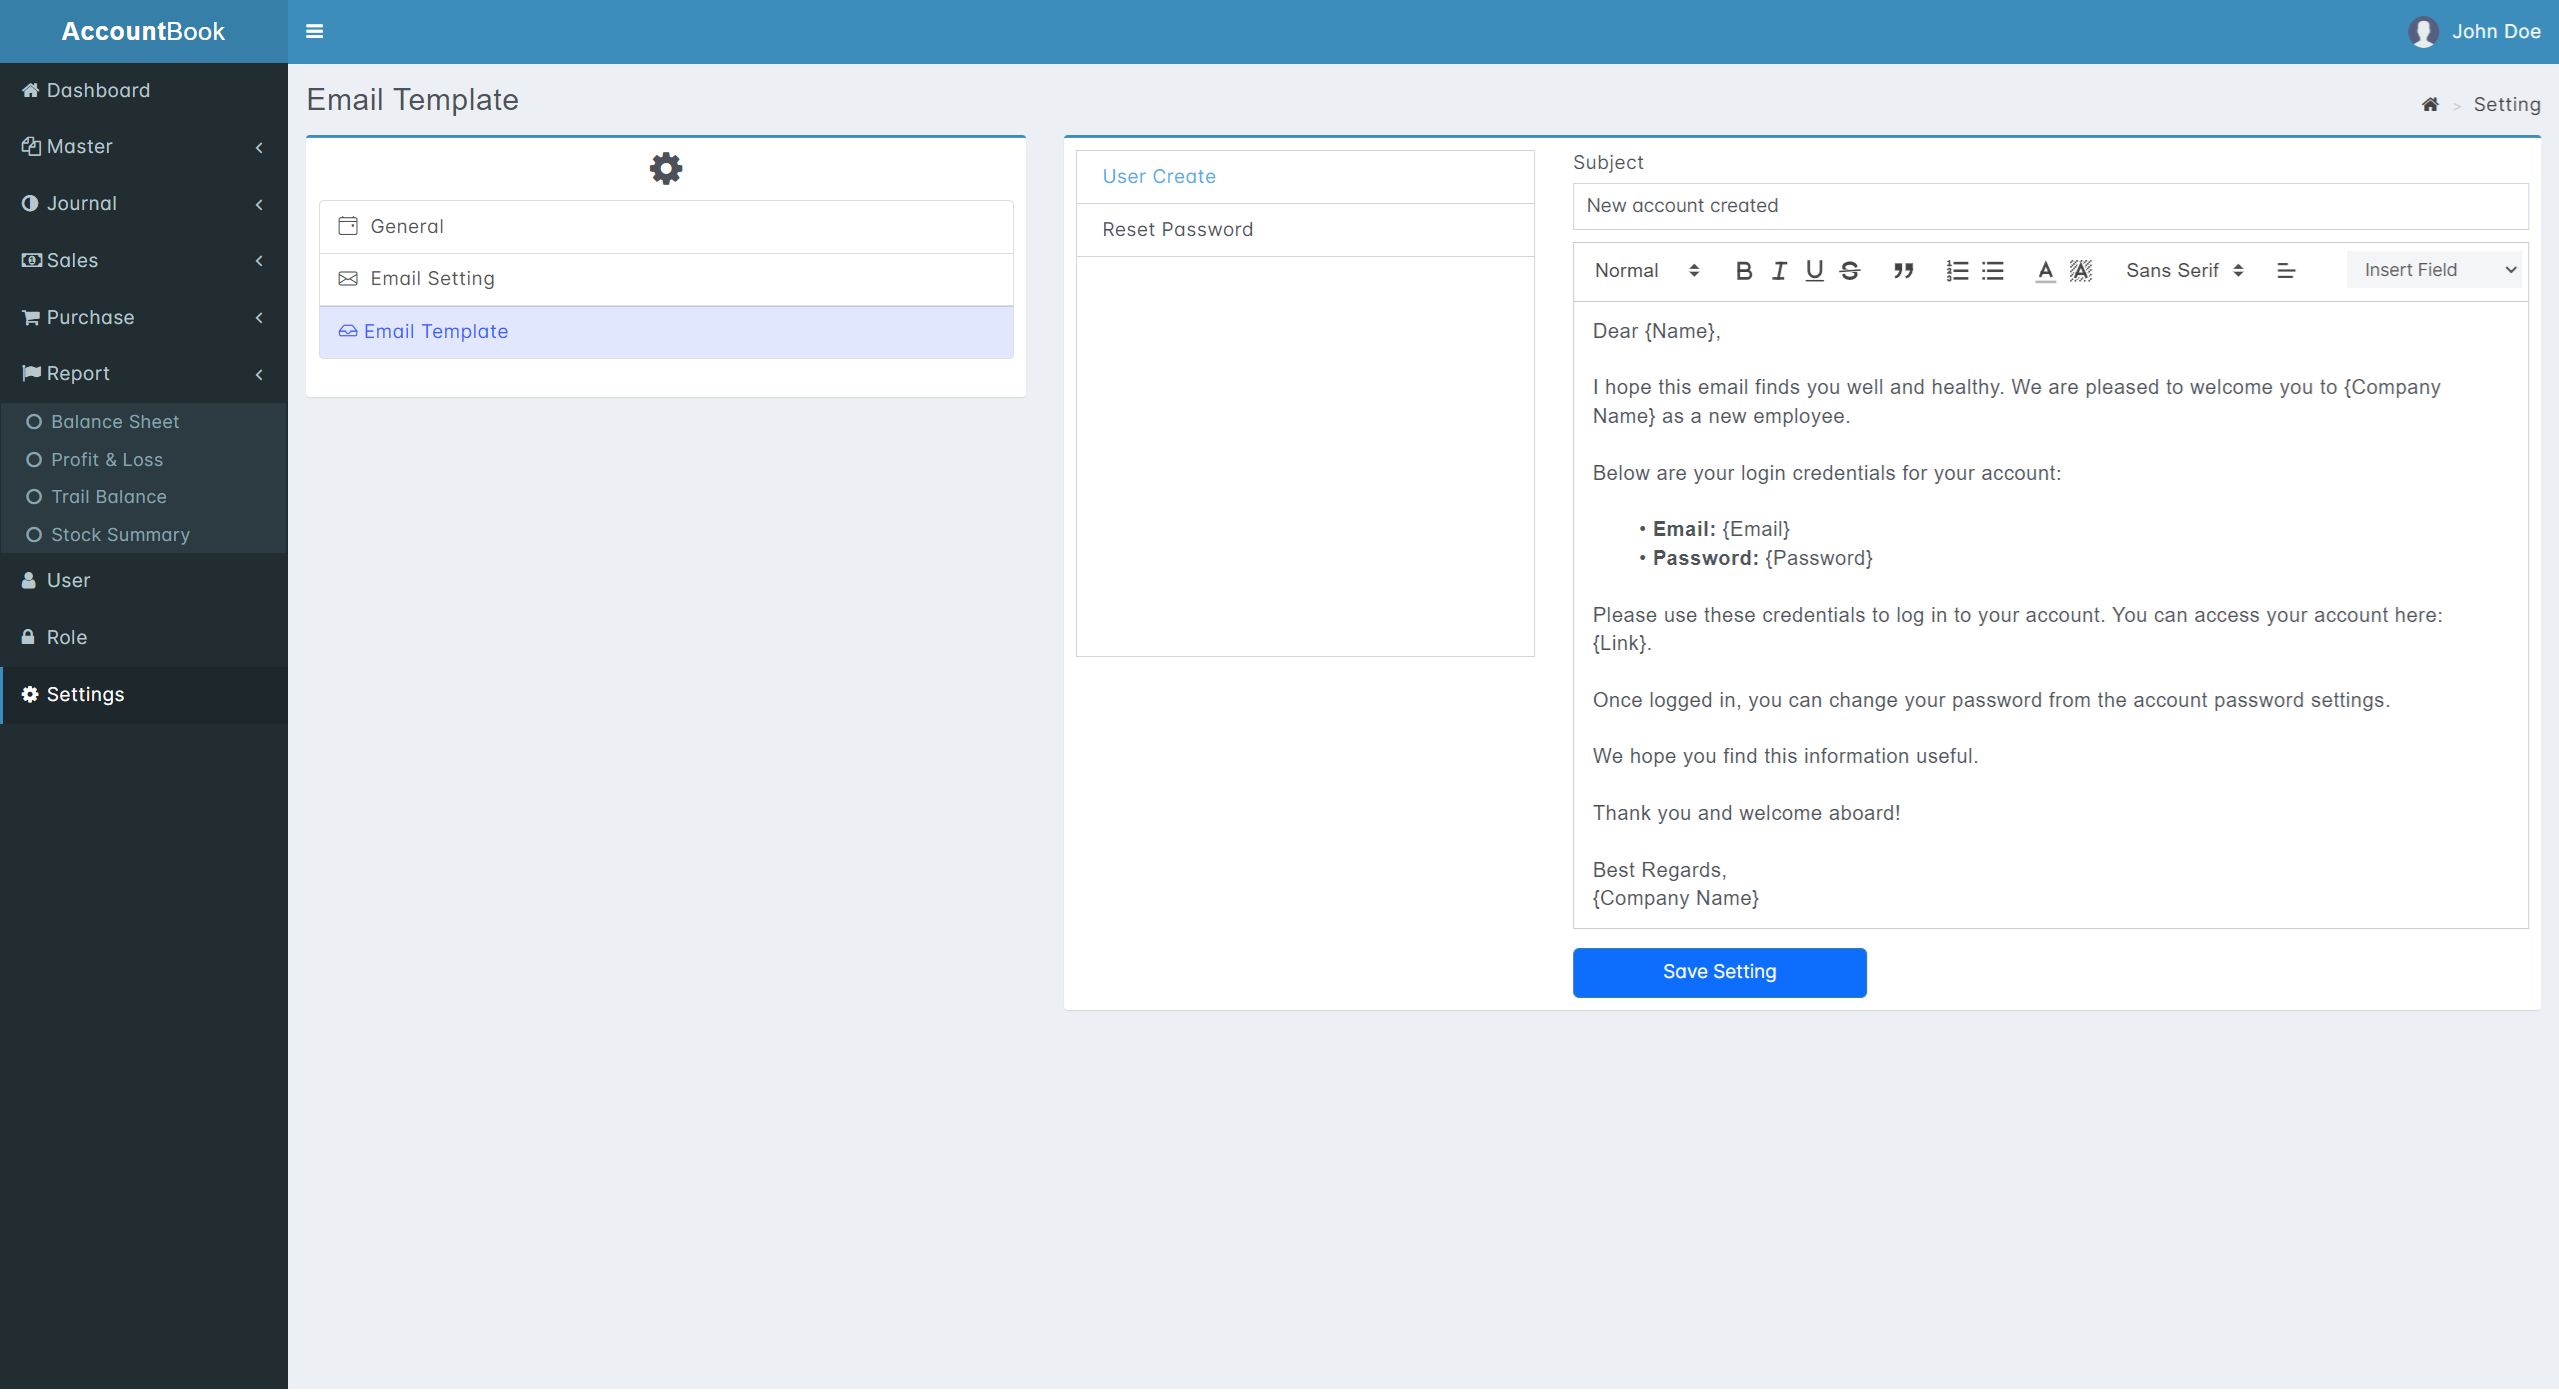 AccountBook
John Doe
Dashboard
Master
Journal
Sales
Purchase
Report
Balance Sheet
Profit & Loss
Trail Balance
Stock Summary
User
Role
Settings
Email Template
> Setting
General
Email Setting
Email Template
User Create
Reset Password
Subject
New account created
Normal
Sans Serif
Insert Field
Dear {Name},
I hope this email finds you well and healthy. We are pleased to welcome you to {Company
Name} as a new employee.
Below are your login credentials for your account:
• Email: {Email}
• Password: {Password}
Please use these credentials to log in to your account. You can access your account here:
{Link}.
Once logged in, you can change your password from the account password settings.
We hope you find this information useful.
Thank you and welcome aboard!
Best Regards,
{Company Name}
Save Setting